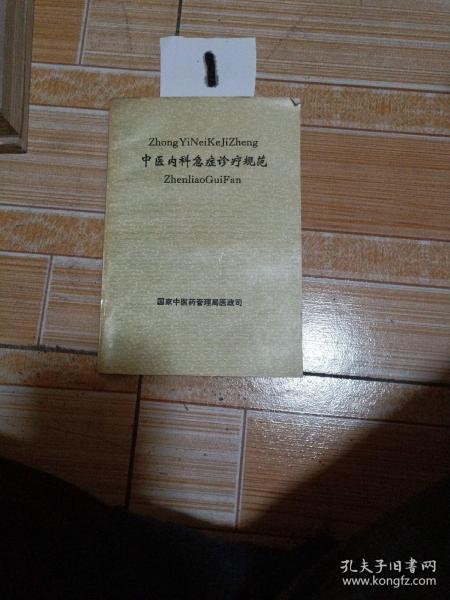 1
ZhongYiNeiKeJiZheng
中医内科急症诊疗规范
ZhenliaoGuiFan
国家中医药管理局医政司
孔夫子旧书网
www.kongfz.com